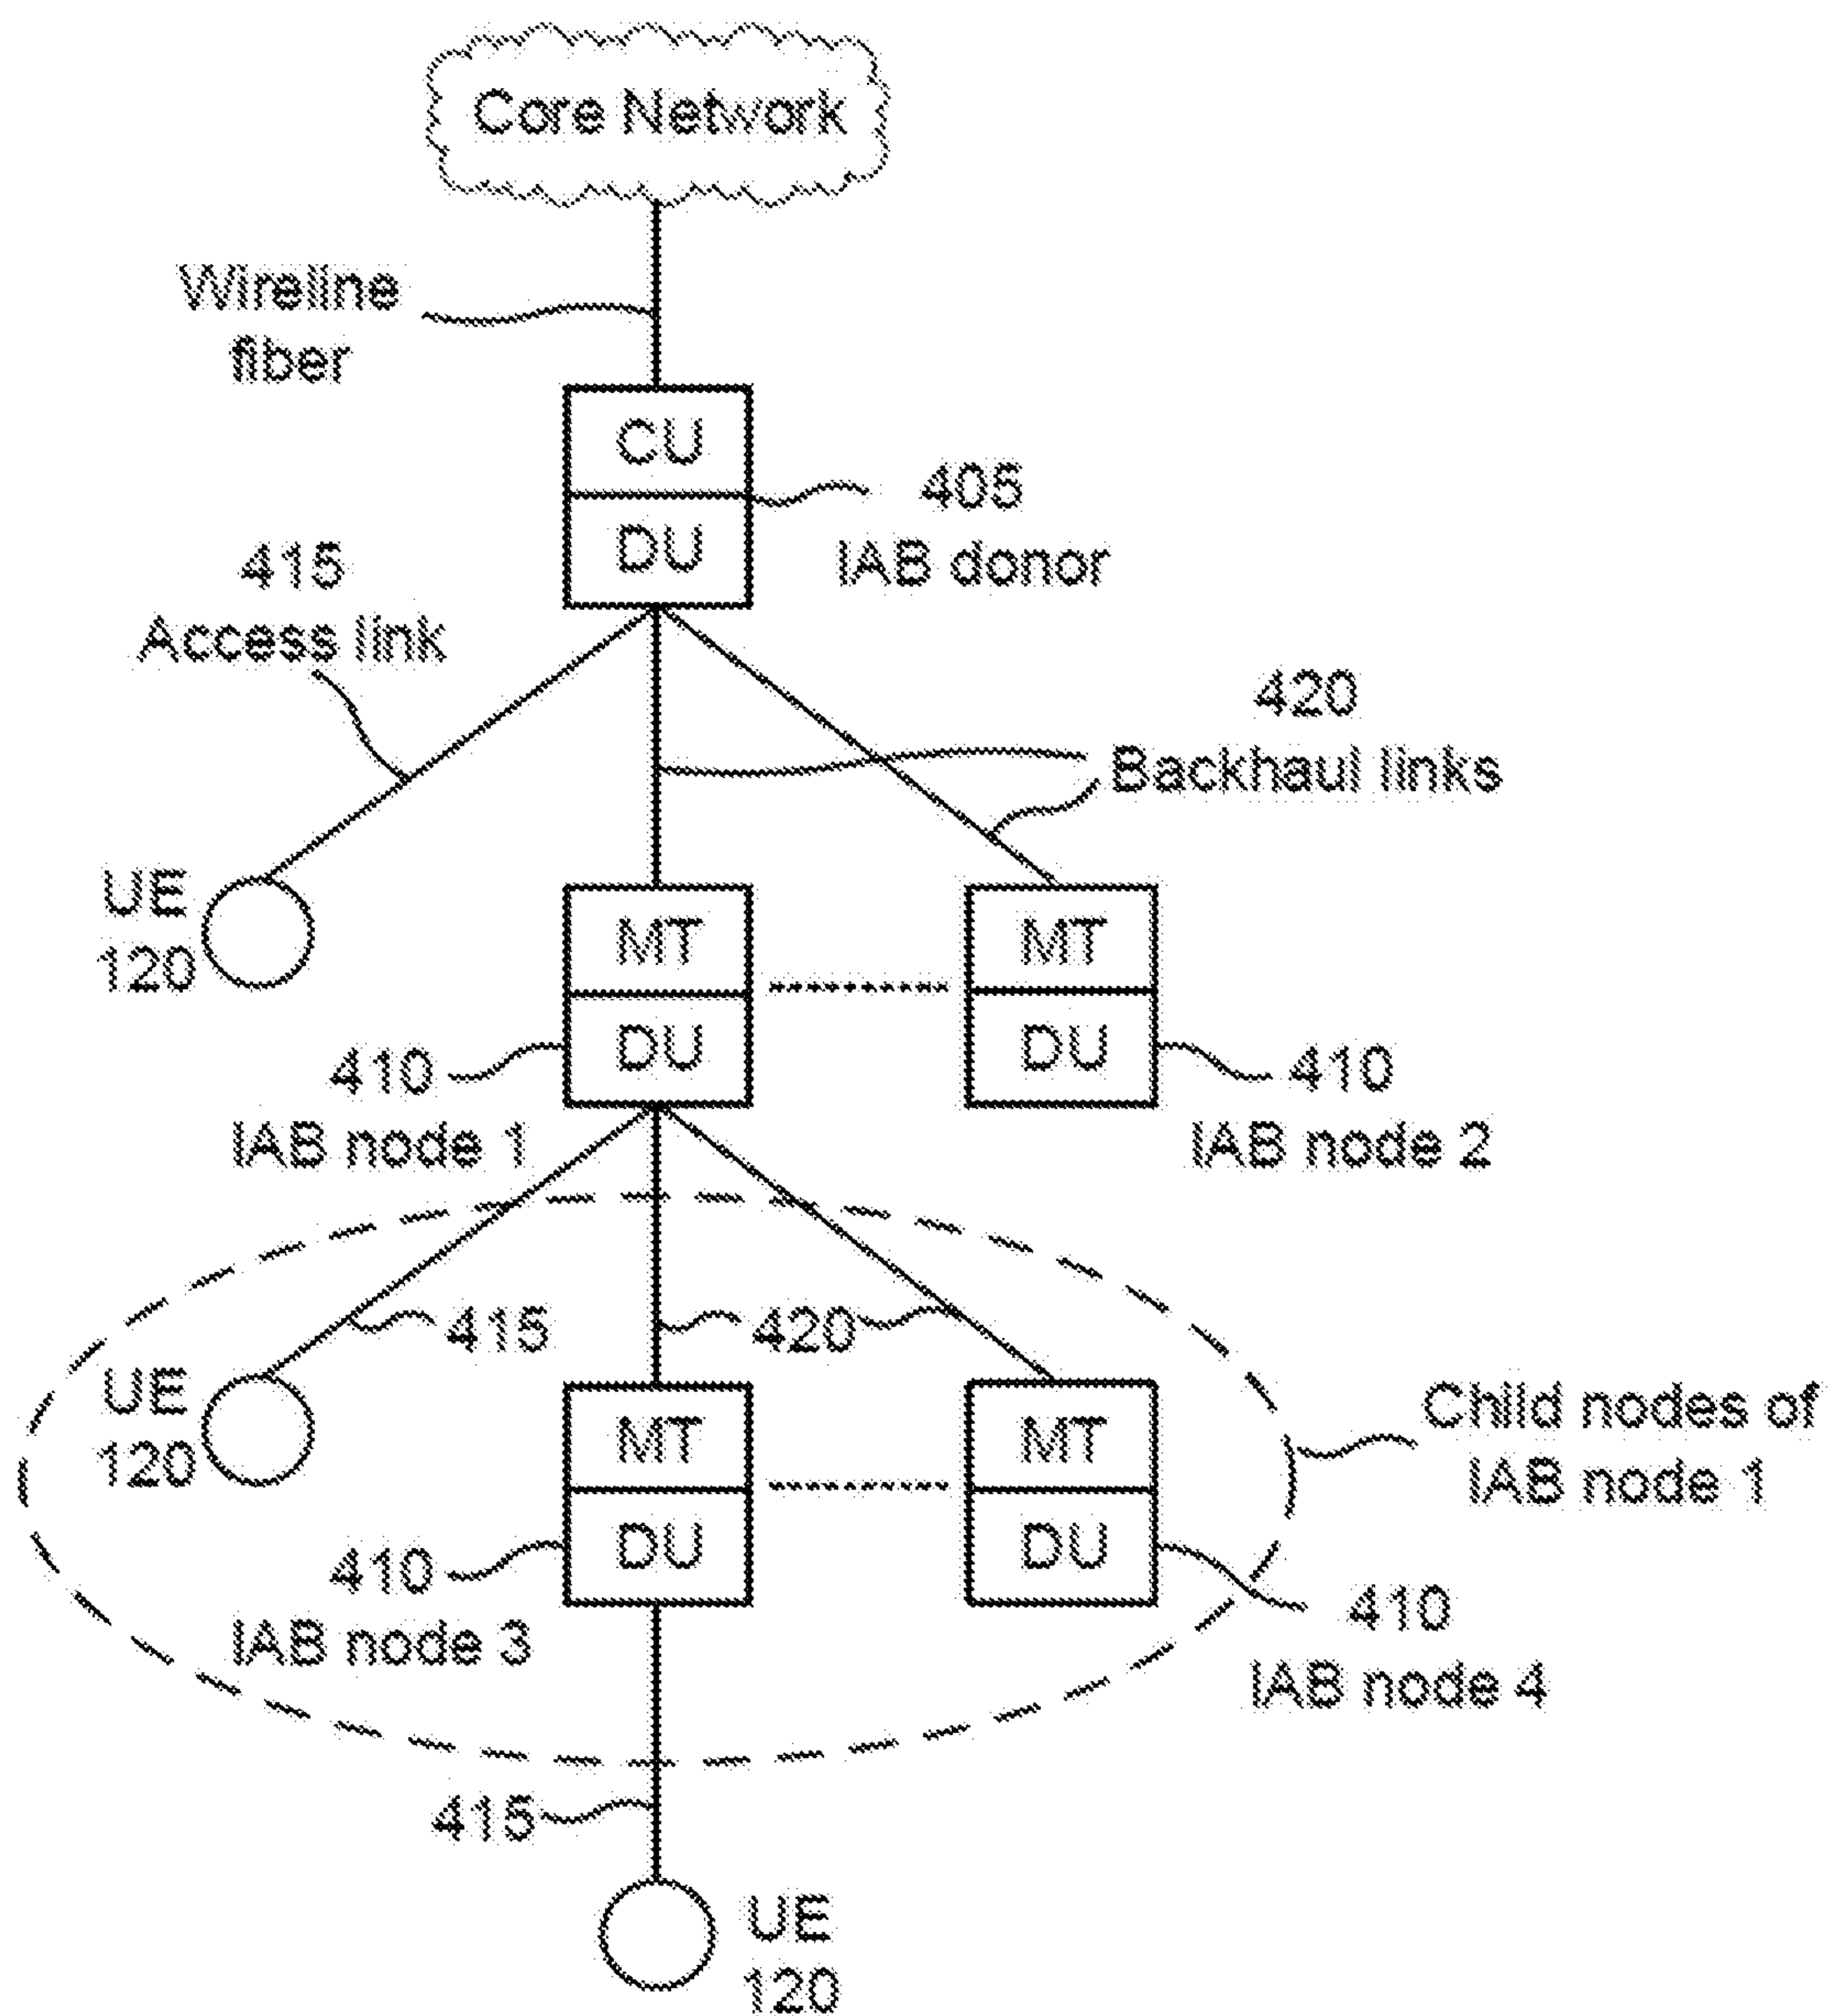 Core Network
Wireline
fiber
CU
DU
405
IAB donor
415
Access link
420
Backhaul links
UE
120
MT
DU
410
IAB node 1
MT
DU
410
IAB node 2
415
420
UE
120
MT
DU
410
IAB node 3
MT
DU
410
IAB node 4
Child nodes of
IAB node 1
415
UE
120